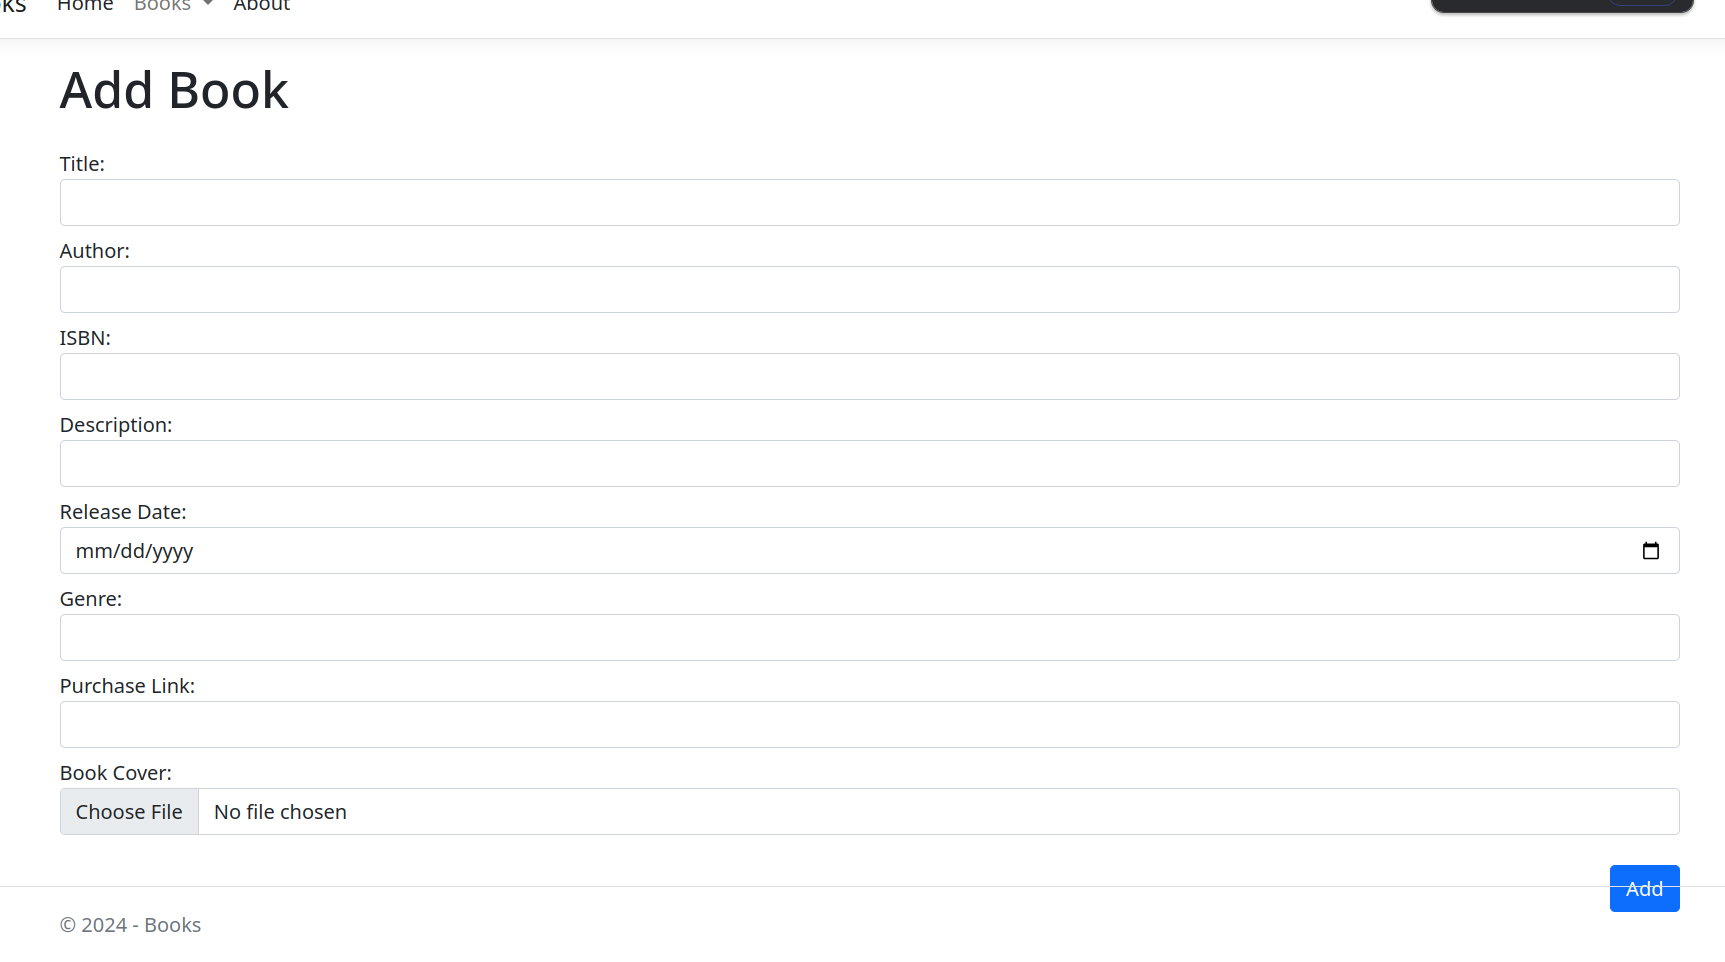 Home Books About
Add Book
Title:
Author:
ISBN:
Description:
Release Date:
mm/dd/yyyy
Genre:
Purchase Link:
Book Cover:
Choose File No file chosen
Add
© 2024 - Books